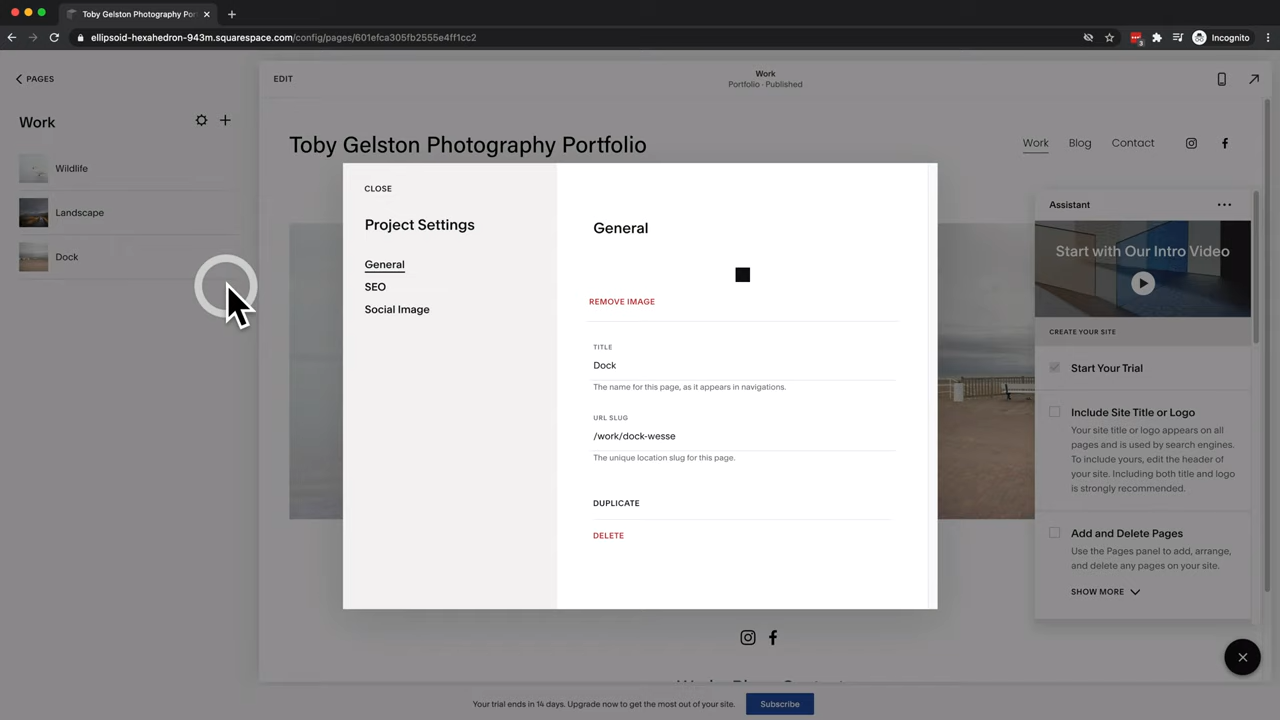 Toby Gelston Photography Por
ellipsoid-hexahedron-943m.squarespace.com/config/pages/601efca305fb2555e4ff1cc2
3
Incognito
PAGES
EDIT
Work
Portfolio · Published
Work
Wildlife
Landscape
Dock
Toby Gelston Photography Portfolio
Work
Blog
Contact
CLOSE
Project Settings
General
SEO
Social Image
General
REMOVE IMAGE
TITLE
Dock
The name for this page, as it appears in navigations.
URL SLUG
/work/dock-wesse
The unique location slug for this page.
DUPLICATE
DELETE
Assistant
Start with Our Intro Video
CREATE YOUR SITE
Start Your Trial
Include Site Title or Logo
Your site title or logo appears on all
pages and is used by search engines.
To include yours, edit the header of
your site. Including both title and logo
is strongly recommended.
Add and Delete Pages
Use the Pages panel to add, arrange,
and delete any pages on your site.
SHOW MORE
Your trial ends in 14 days. Upgrade now to get the most out of your site.
Subscribe